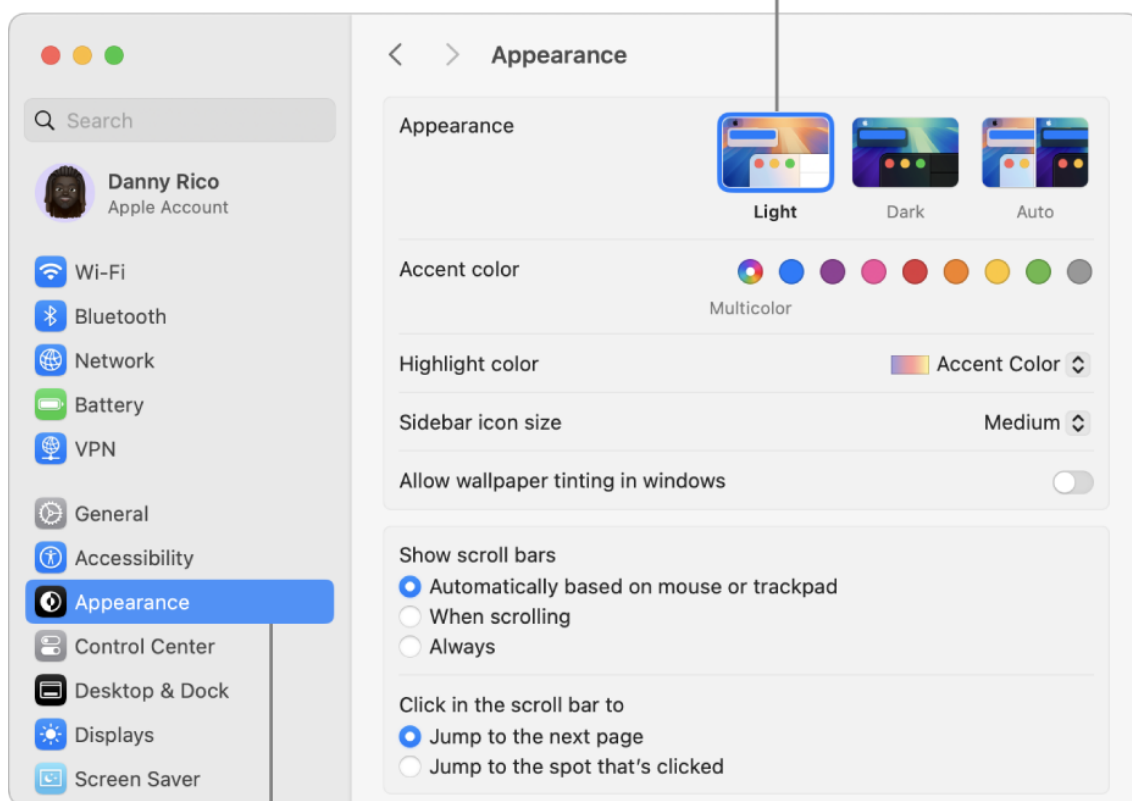 Search
Danny Rico
Apple Account
Wi-Fi
Bluetooth
Network
Battery
VPN
General
Accessibility
Appearance
Control Center
Desktop & Dock
Displays
Screen Saver
Appearance
Appearance
Light
Dark
Auto
Accent color
Multicolor
Highlight color
Accent Color
Sidebar icon size
Medium
Allow wallpaper tinting in windows
Show scroll bars
Automatically based on mouse or trackpad
When scrolling
Always
Click in the scroll bar to
Jump to the next page
Jump to the spot that's clicked